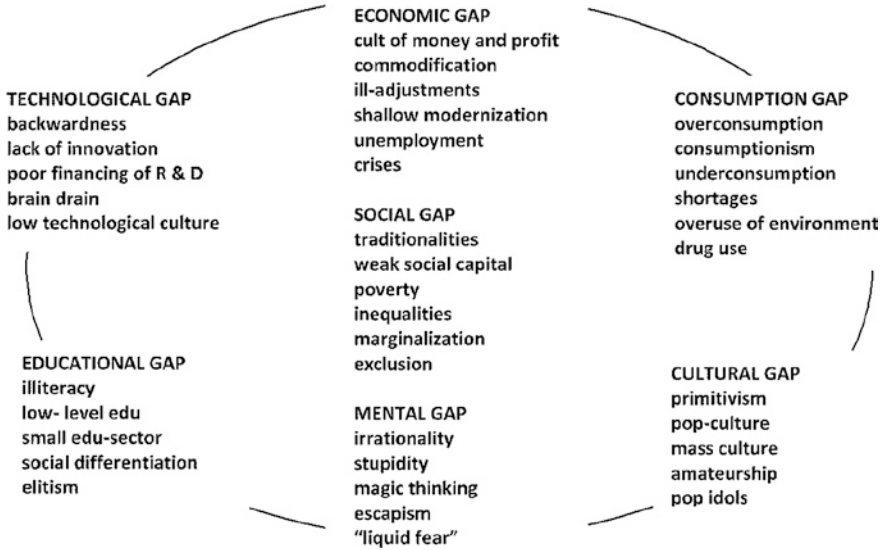 ECONOMIC GAP
cult of money and profit
commodification
ill-adjustments
shallow modernization
unemployment
crises
TECHNOLOGICAL GAP
backwardness
lack of innovation
poor financing of R & D
brain drain
low technological culture
CONSUMPTION GAP
overconsumption
consumptionism
underconsumption
shortages
overuse of environment
drug use
SOCIAL GAP
traditionalities
weak social capital
poverty
inequalities
marginalization
exclusion
EDUCATIONAL GAP
illiteracy
low- level edu
small edu-sector
social differentiation
elitism
MENTAL GAP
irrationality
stupidity
magic thinking
escapism
“liquid fear”
CULTURAL GAP
primitivism
pop-culture
mass culture
amateurship
pop idols